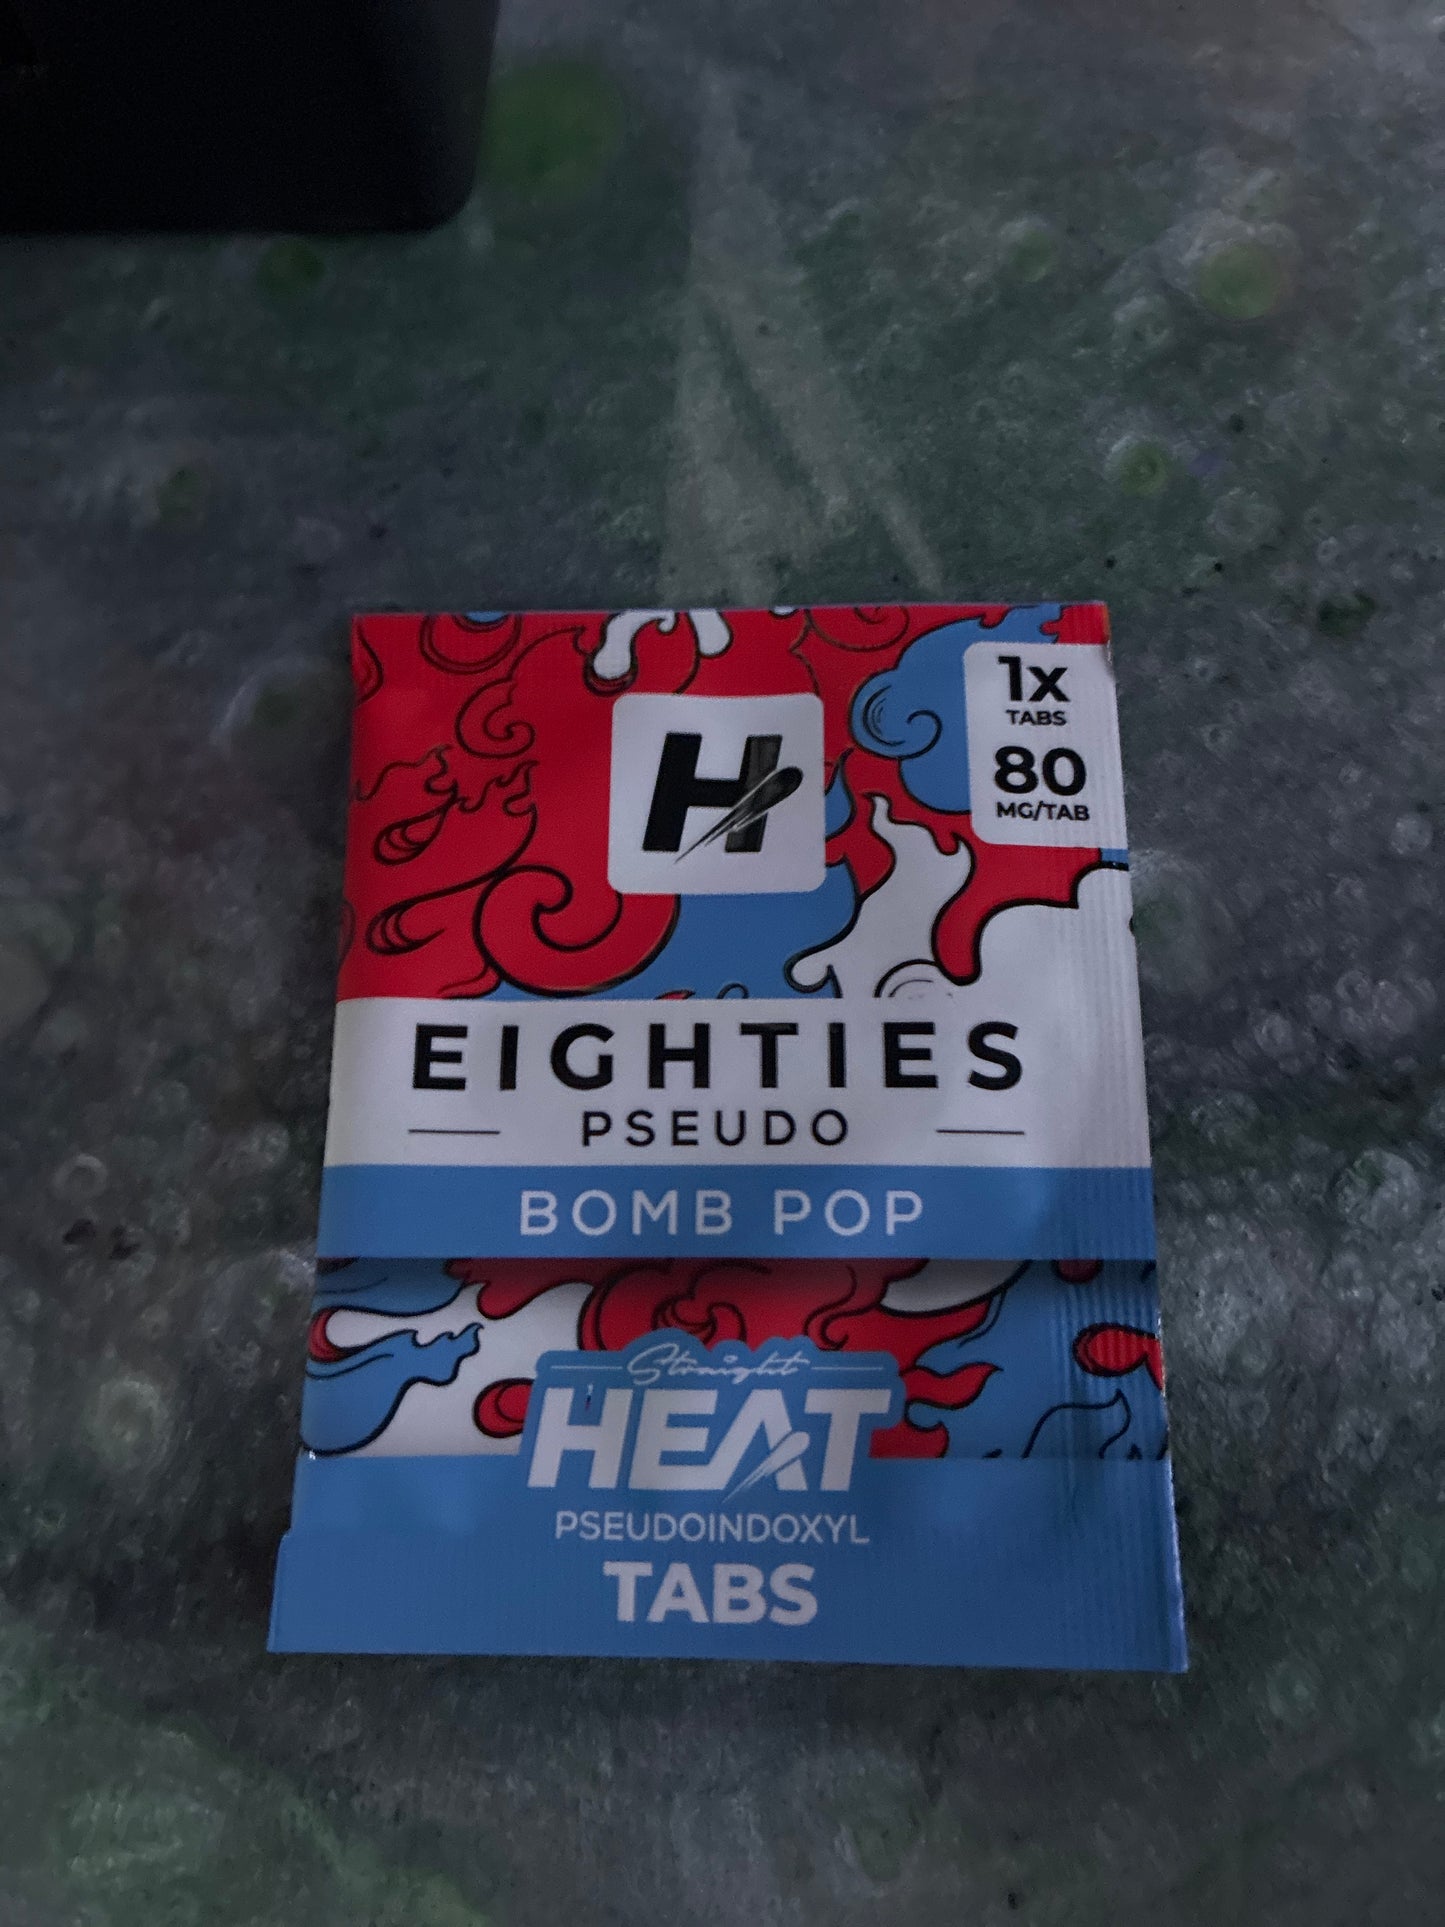 1x
TABS
80
MG/TAB
H
EIGHTIES
PSEUDO
BOMB POP
Straight
HEAT
PSEUDOINDOXYL
TABS